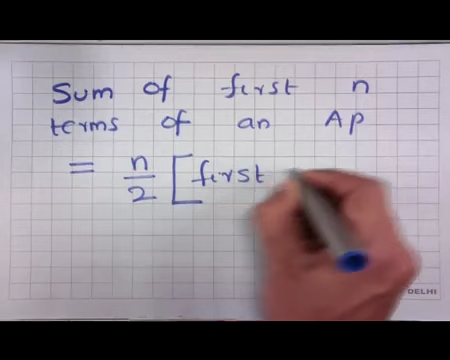 Sum of first n
terms of an Ap
= n/2 [first
DELHI